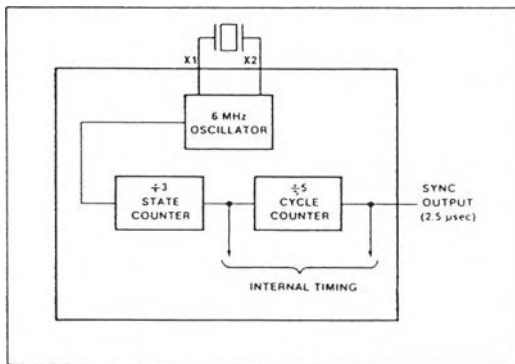 X1 X2
6 MHz
OSCILLATOR
÷3
STATE
COUNTER
÷5
CYCLE
COUNTER
SYNC
OUTPUT
(2.5 μsec)
INTERNAL TIMING